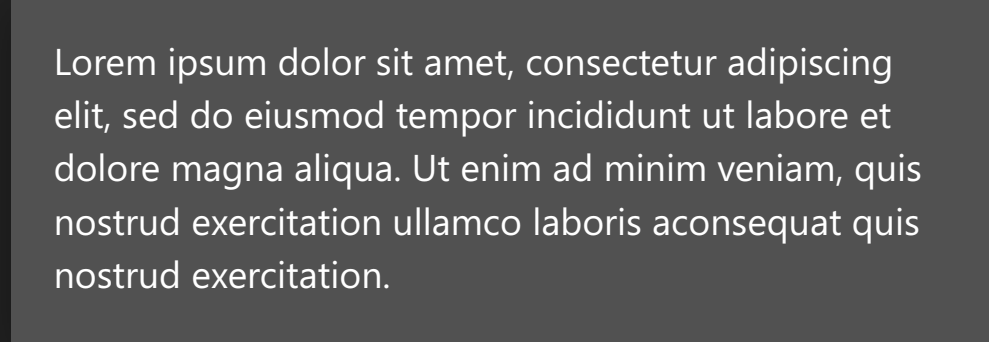 Lorem ipsum dolor sit amet, consectetur adipiscing
elit, sed do eiusmod tempor incididunt ut labore et
dolore magna aliqua. Ut enim ad minim veniam, quis
nostrud exercitation ullamco laboris aconsequat quis
nostrud exercitation.